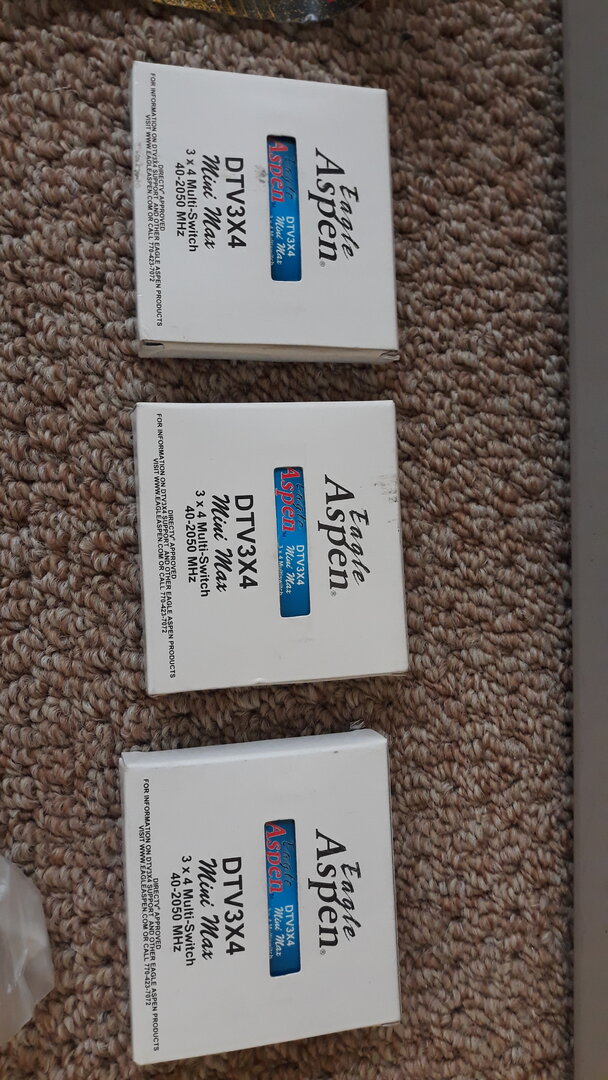 Eagle
Aspen®
Aspen
DTV3X4
Mini Max
DTV3X4
Mini Max
3 x 4 Multi-Switch
40-2050 MHz
DIRECTV® APPROVED
FOR INFORMATION ON DTV3X4 SUPPORT AND OTHER EAGLE ASPEN PRODUCTS
VISIT WWW.EAGLEASPEN.COM OR CALL 770-423-7072
Eagle
Aspen®
Eagle
Aspen
DTV3X4
Mini Max
3 x 4 Multiswitch
DTV3X4
Mini Max
3 x 4 Multi-Switch
40-2050 MHz
DIRECTV® APPROVED
FOR INFORMATION ON DTV3X4 SUPPORT AND OTHER EAGLE ASPEN PRODUCTS
VISIT WWW.EAGLEASPEN.COM OR CALL 770-423-7072
Eagle
Aspen®
Eagle
Aspen
DTV3X4
Mini Max
DTV3X4
Mini Max
3 x 4 Multi-Switch
40-2050 MHz
DIRECTV® APPROVED
FOR INFORMATION ON DTV3X4 SUPPORT AND OTHER EAGLE ASPEN PRODUCTS
VISIT WWW.EAGLEASPEN.COM OR CALL 770-423-7072